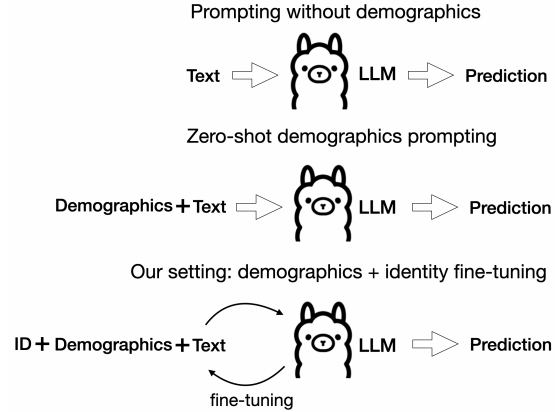 Prompting without demographics
Text LLM Prediction
Zero-shot demographics prompting
Demographics + Text LLM Prediction
Our setting: demographics + identity fine-tuning
ID + Demographics + Text LLM Prediction
fine-tuning